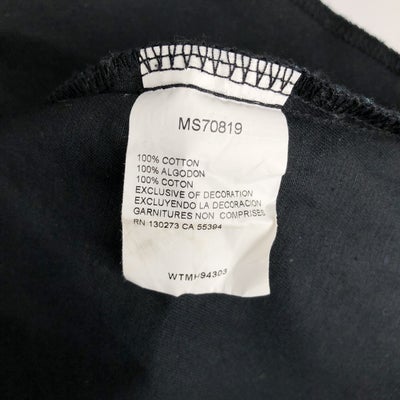 MS70819
100% COTTON
100% ALGODON
100% COTON
EXCLUSIVE OF DECORATION
EXCLUYENDO LA DECORACION
GARNITURES NON COMPRISES
RN 130273 CA 55394
WTMH94303